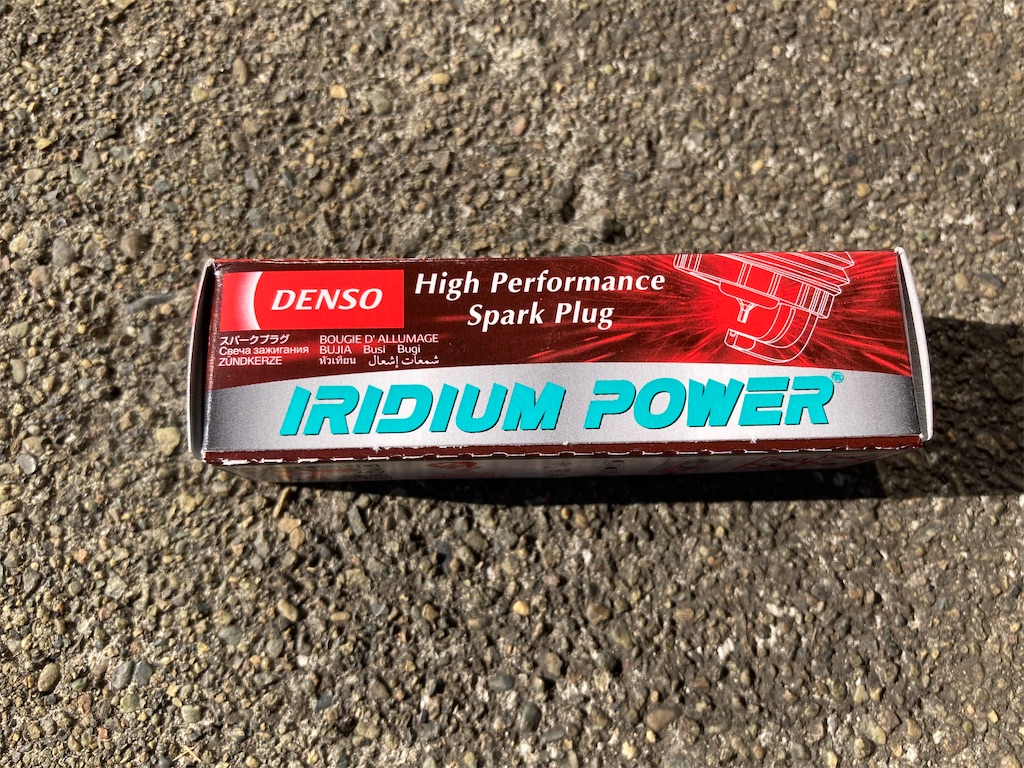 DENSO
High Performance
Spark Plug
スパークプラグ
Свеча зажигания
ZÜNDKERZE
BOUGIE D' ALLUMAGE
BUJIA Busi Bugi
หัวเทียน شمعات إشعال
IRIDIUM POWER®